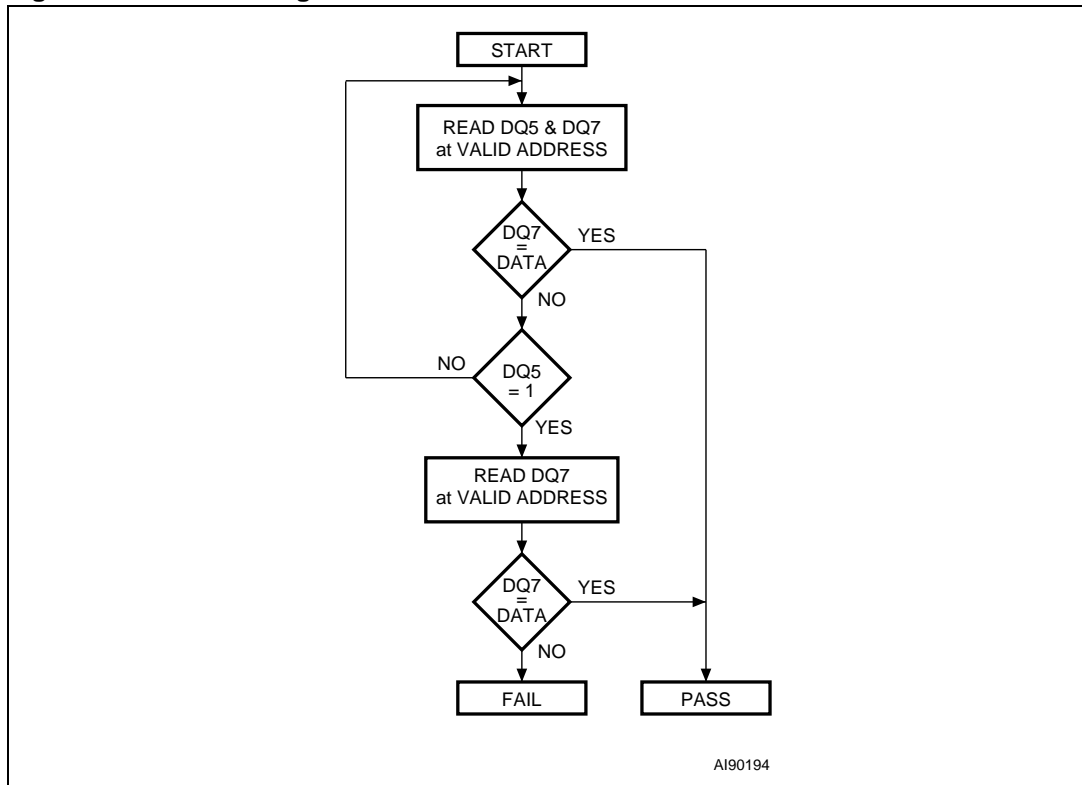 START
READ DQ5 & DQ7
at VALID ADDRESS
DQ7
=
DATA
YES
NO
DQ5
= 1
NO
YES
READ DQ7
at VALID ADDRESS
DQ7
=
DATA
YES
NO
FAIL
PASS
AI90194